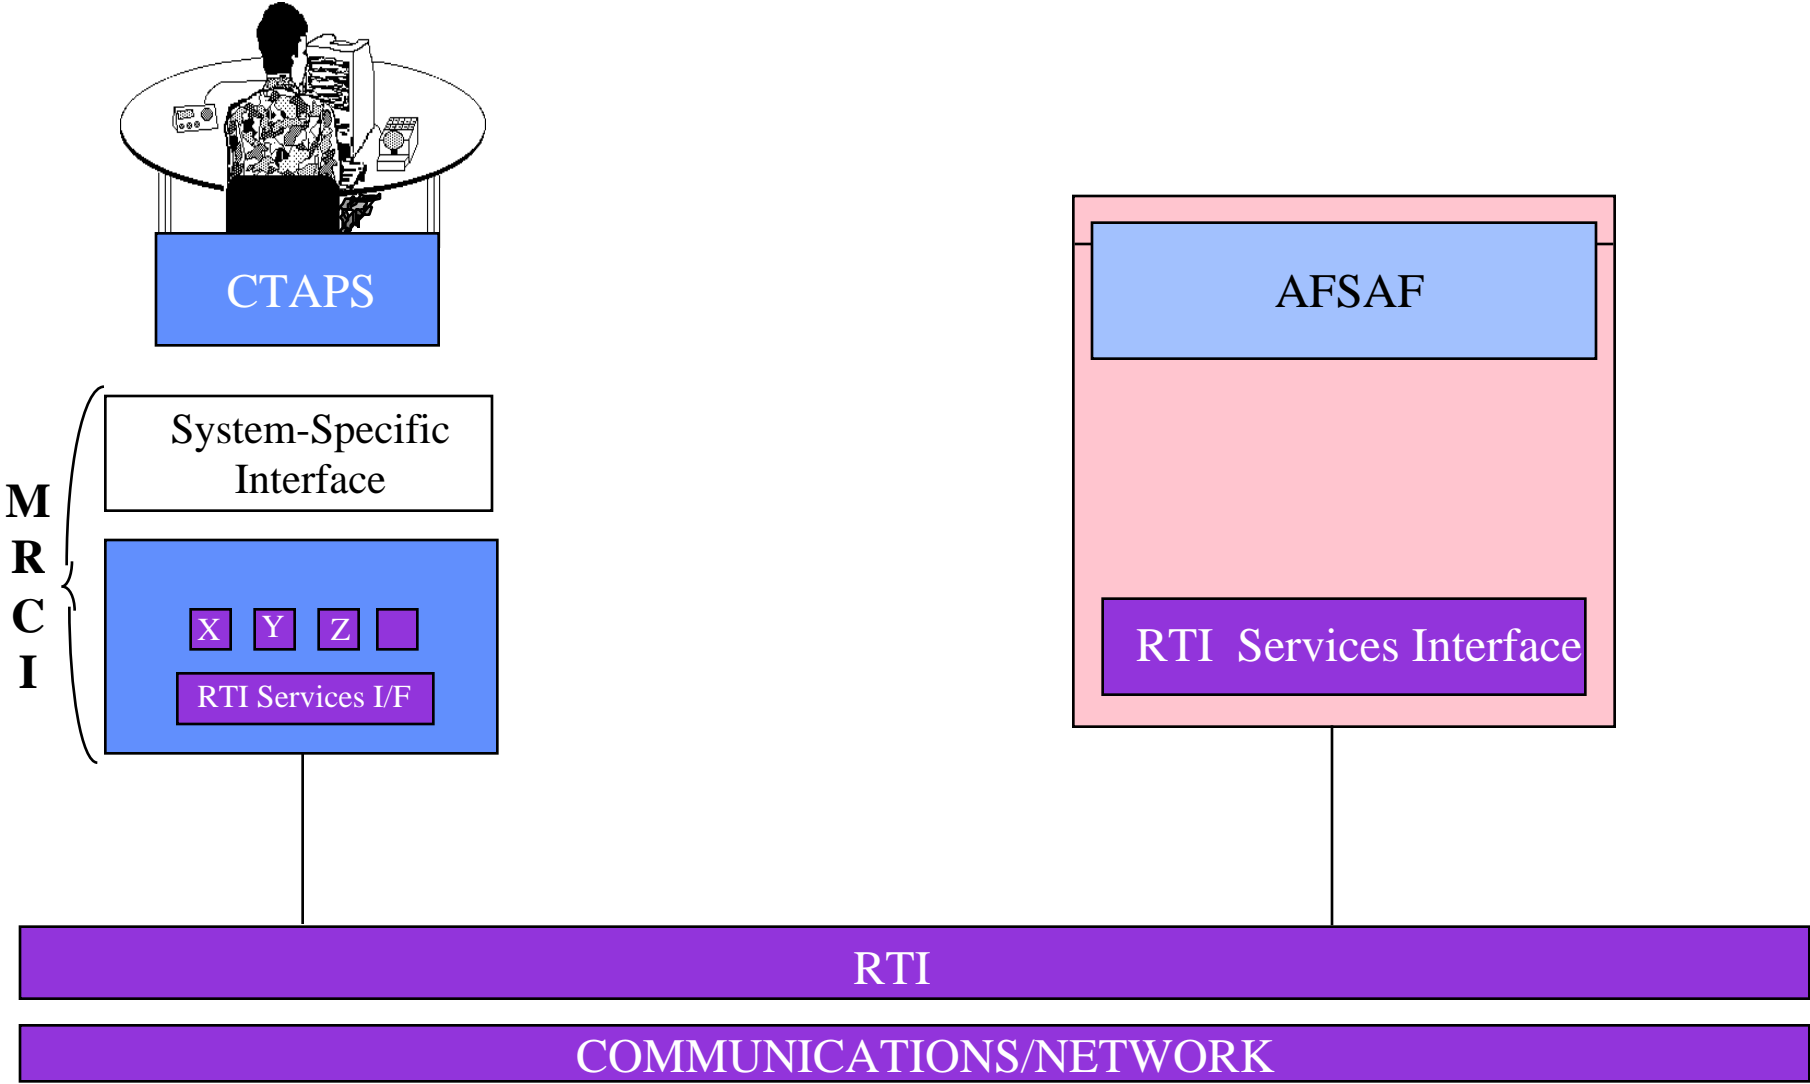 CTAPS
AFSAF
System-Specific
Interface
M
R
C
I
X Y Z
RTI Services I/F
RTI Services Interface
RTI
COMMUNICATIONS/NETWORK